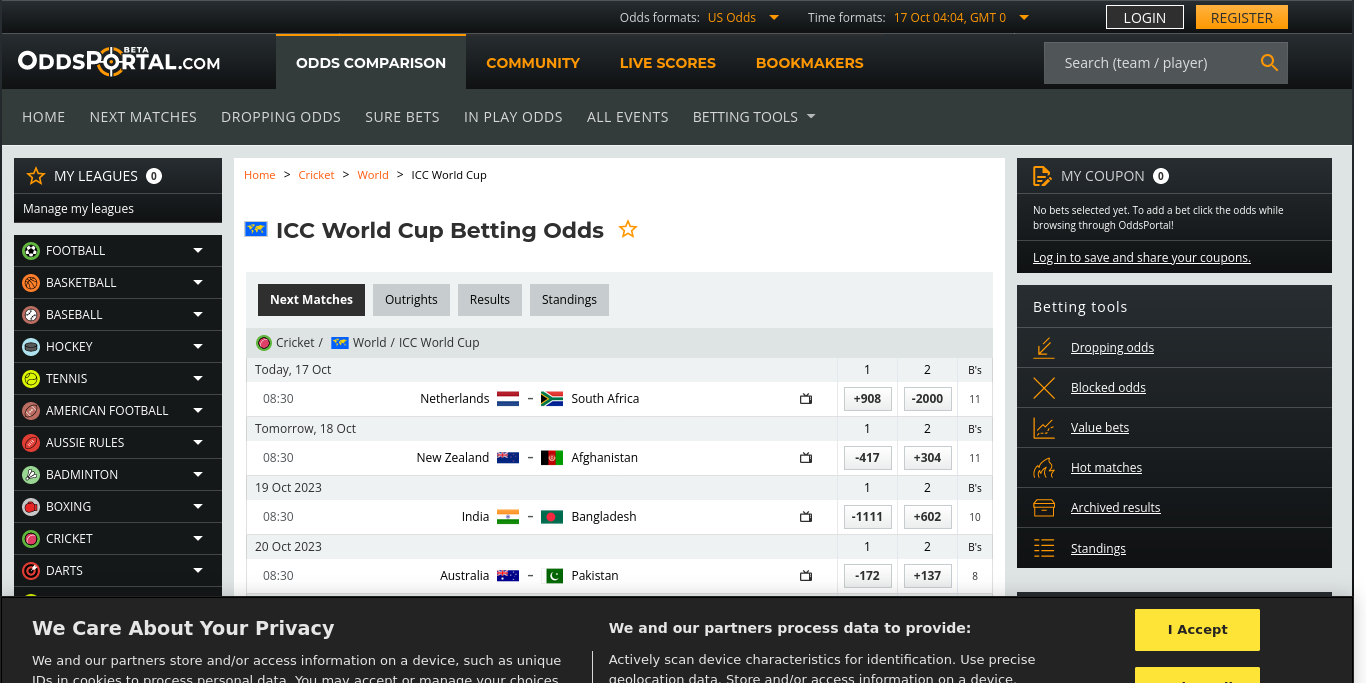 Odds formats: US Odds
Time formats: 17 Oct 04:04, GMT 0
LOGIN
REGISTER
ODDSPORTAL.COM
BETA
ODDS COMPARISON
COMMUNITY
LIVE SCORES
BOOKMAKERS
Search (team / player)
HOME
NEXT MATCHES
DROPPING ODDS
SURE BETS
IN PLAY ODDS
ALL EVENTS
BETTING TOOLS
MY LEAGUES 0
Manage my leagues
FOOTBALL
BASKETBALL
BASEBALL
HOCKEY
TENNIS
AMERICAN FOOTBALL
AUSSIE RULES
BADMINTON
BOXING
CRICKET
DARTS
Home > Cricket > World > ICC World Cup
ICC World Cup Betting Odds
Next Matches
Outrights
Results
Standings
Cricket / World / ICC World Cup
Today, 17 Oct 1 2 B's
08:30 Netherlands – South Africa +908 -2000 11
Tomorrow, 18 Oct 1 2 B's
08:30 New Zealand – Afghanistan -417 +304 11
19 Oct 2023 1 2 B's
08:30 India – Bangladesh -1111 +602 10
20 Oct 2023 1 2 B's
08:30 Australia – Pakistan -172 +137 8
MY COUPON 0
No bets selected yet. To add a bet click the odds while
browsing through OddsPortal!
Log in to save and share your coupons.
Betting tools
Dropping odds
Blocked odds
Value bets
Hot matches
Archived results
Standings
We Care About Your Privacy
We and our partners store and/or access information on a device, such as unique
IDs in cookies to process personal data. You may accept or manage your choices
We and our partners process data to provide:
Actively scan device characteristics for identification. Use precise
geolocation data. Store and/or access information on a device.
I Accept